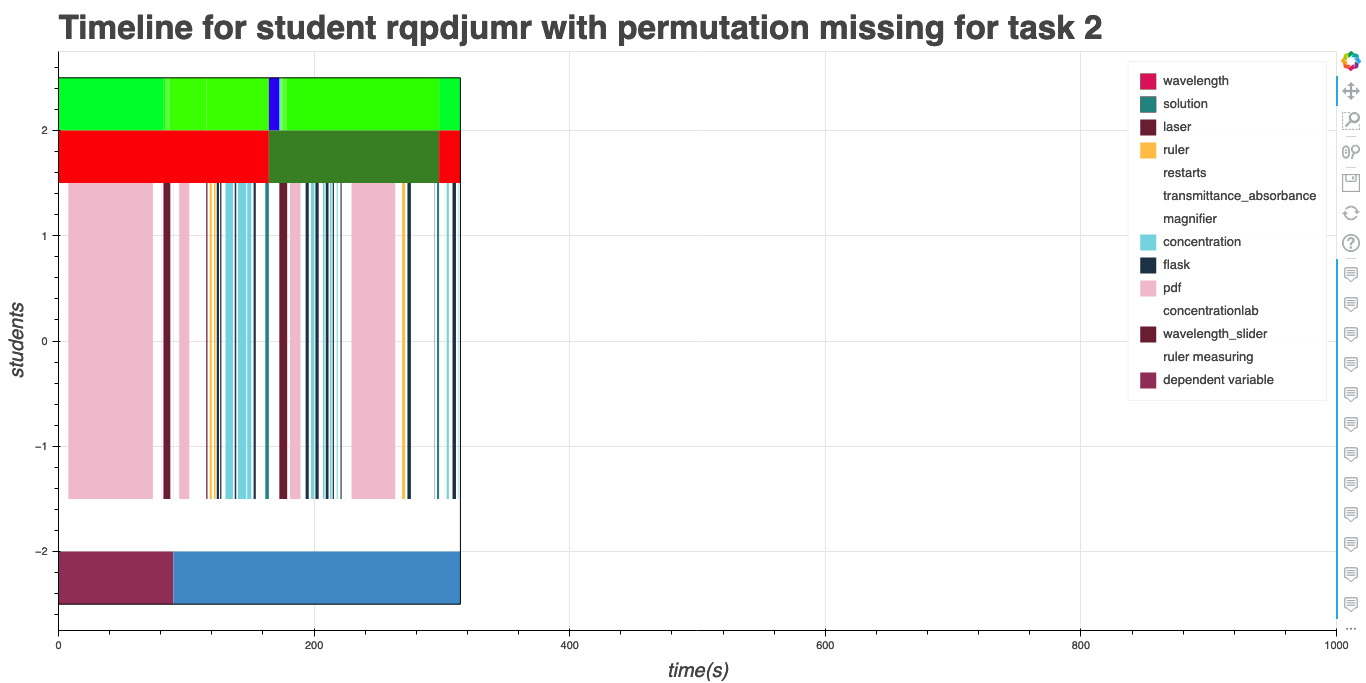 Timeline for student rqpdjumr with permutation missing for task 2
students
2
1
0
−1
−2
wavelength
solution
laser
ruler
restarts
transmittance_absorbance
magnifier
concentration
flask
pdf
concentrationlab
wavelength_slider
ruler measuring
dependent variable
0 200 400 600 800 1000
time(s)